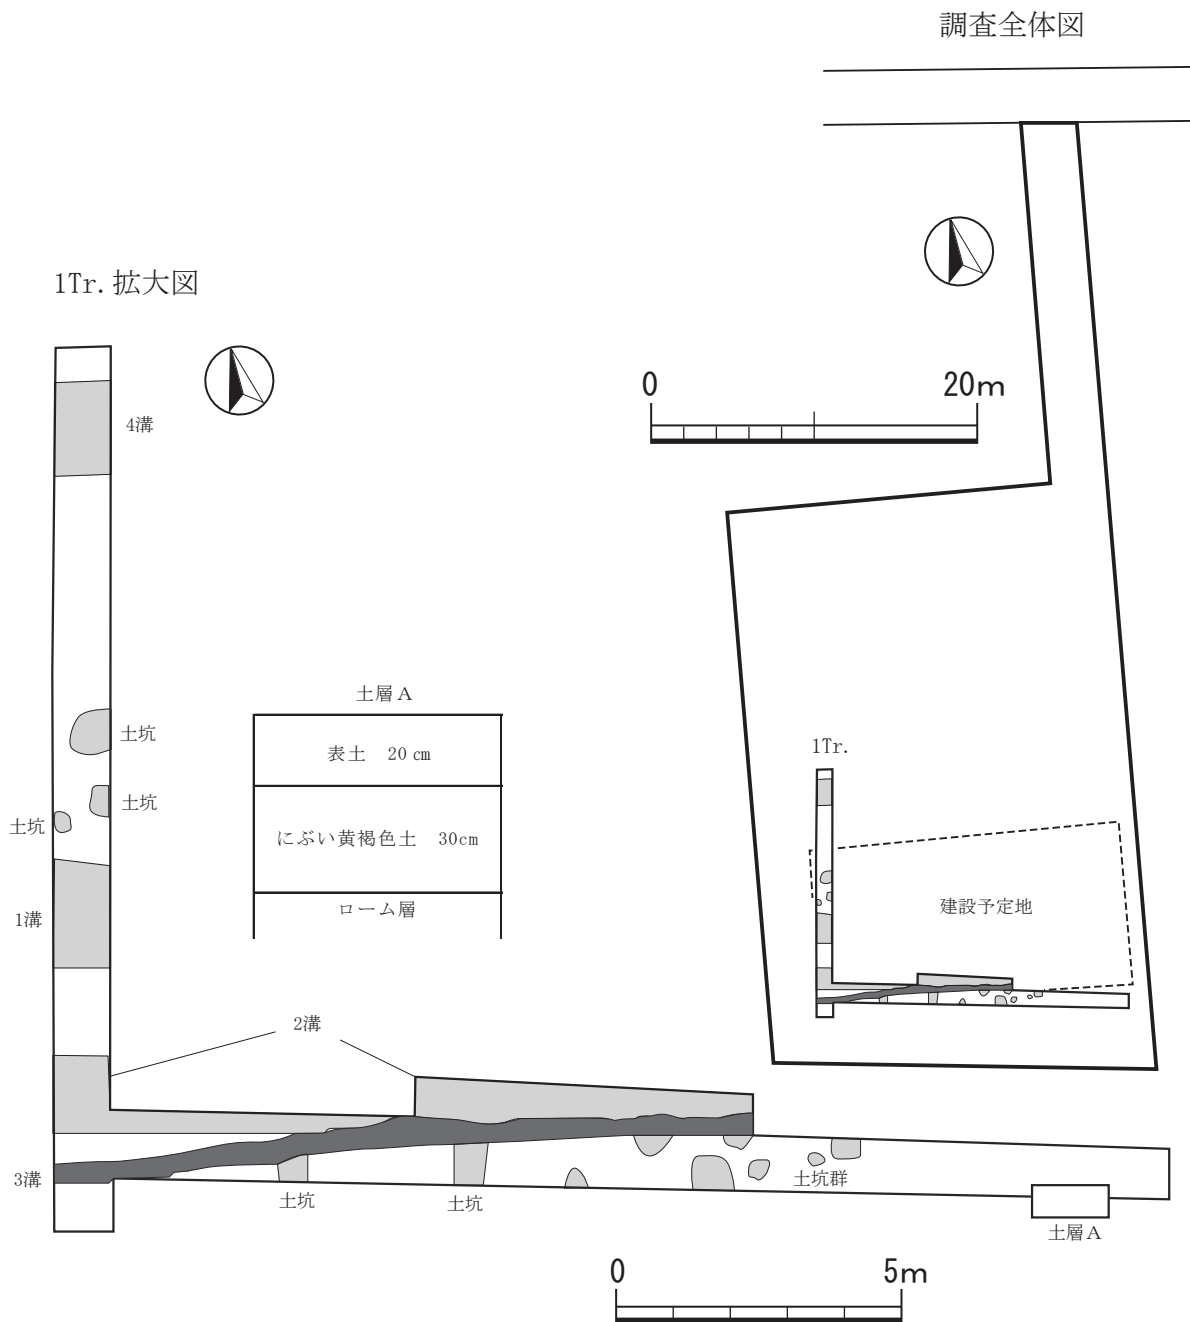 調査全体図
1Tr. 拡大図
0 20m
4溝
土層A
表土 20 cm
にぶい黄褐色土 30cm
ローム層
土坑
土坑
土坑
1溝
1Tr.
建設予定地
2溝
3溝
土坑
土坑
土坑群
土層A
0 5m